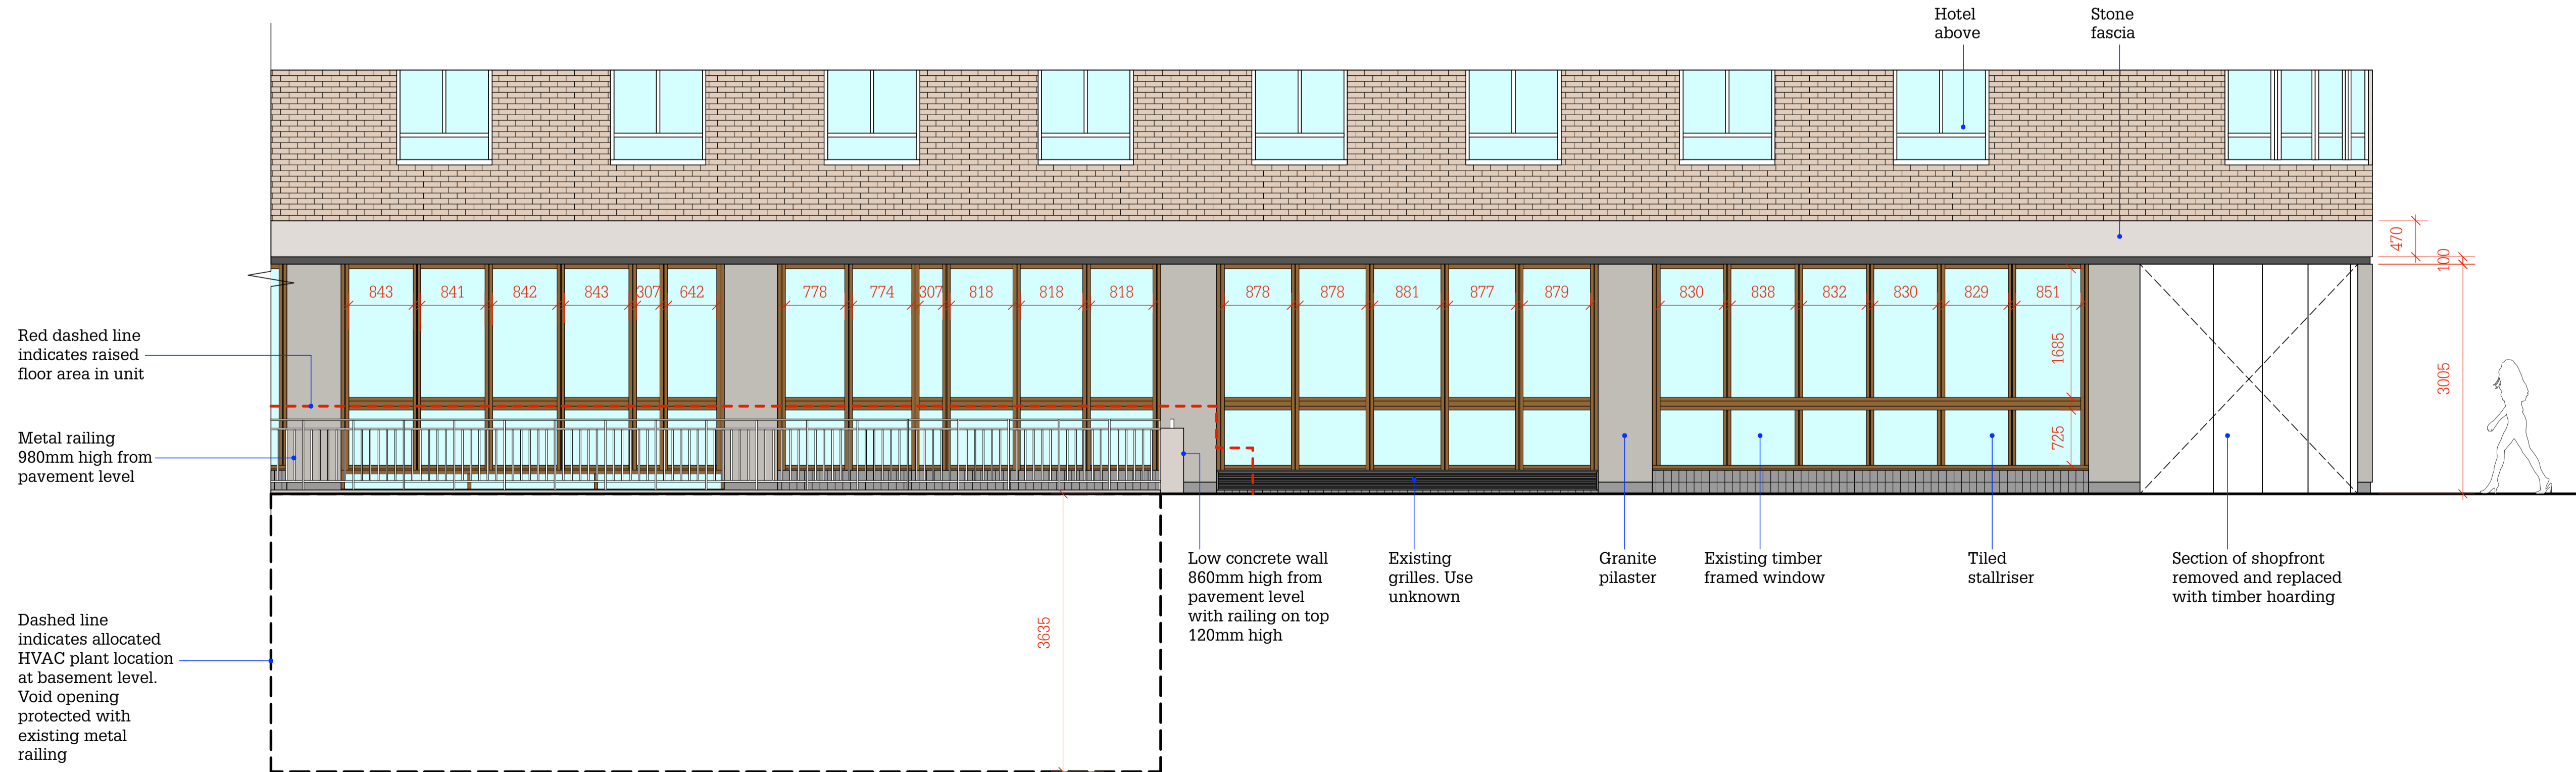 Hotel
above
Stone
fascia
470
100
843 841 842 843 307 642 778 774 307 818 818 818 878 878 881 877 879 830 838 832 830 829 851
Red dashed line
indicates raised
floor area in unit
1685
3005
Metal railing
980mm high from
pavement level
725
Low concrete wall
860mm high from
pavement level
with railing on top
120mm high
Existing
grilles. Use
unknown
Granite
pilaster
Existing timber
framed window
Tiled
stallriser
Section of shopfront
removed and replaced
with timber hoarding
3635
Dashed line
indicates allocated
HVAC plant location
at basement level.
Void opening
protected with
existing metal
railing